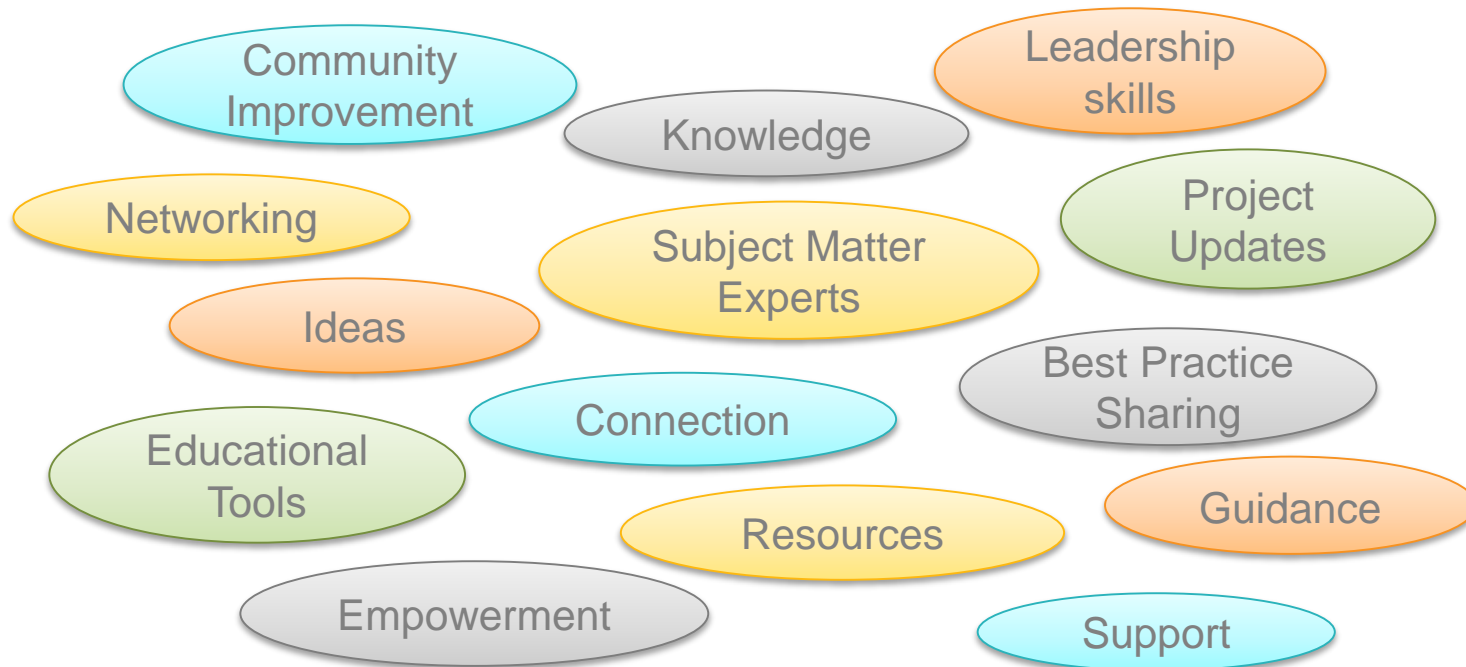 Community
Improvement
Leadership
skills
Knowledge
Networking
Project
Updates
Subject Matter
Experts
Ideas
Best Practice
Sharing
Connection
Educational
Tools
Guidance
Resources
Empowerment
Support